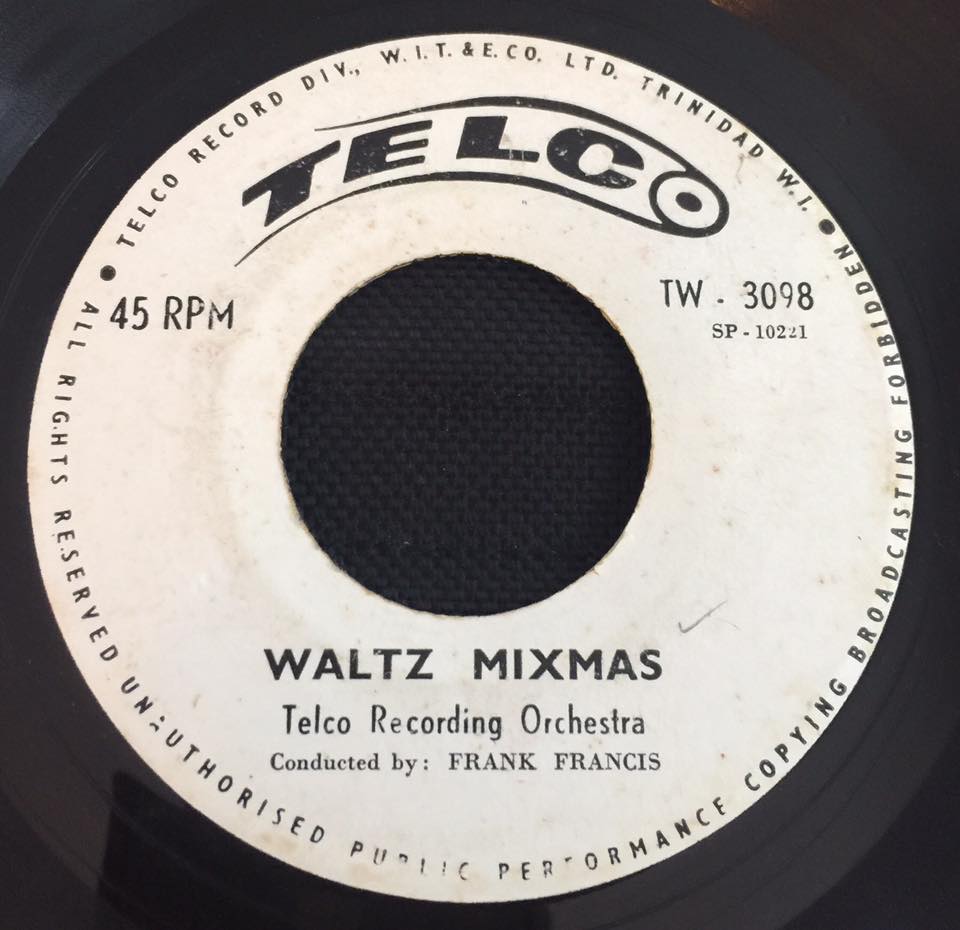 TELCO RECORD DIV., W.I.T. & E. CO. LTD. TRINIDAD W.I.
TELCO
45 RPM
TW - 3098
SP - 10221
WALTZ MIXMAS
Telco Recording Orchestra
Conducted by: FRANK FRANCIS
ALL RIGHTS RESERVED UNAUTHORISED PUBLIC PERFORMANCE COPYING BROADCASTING FORBIDDEN